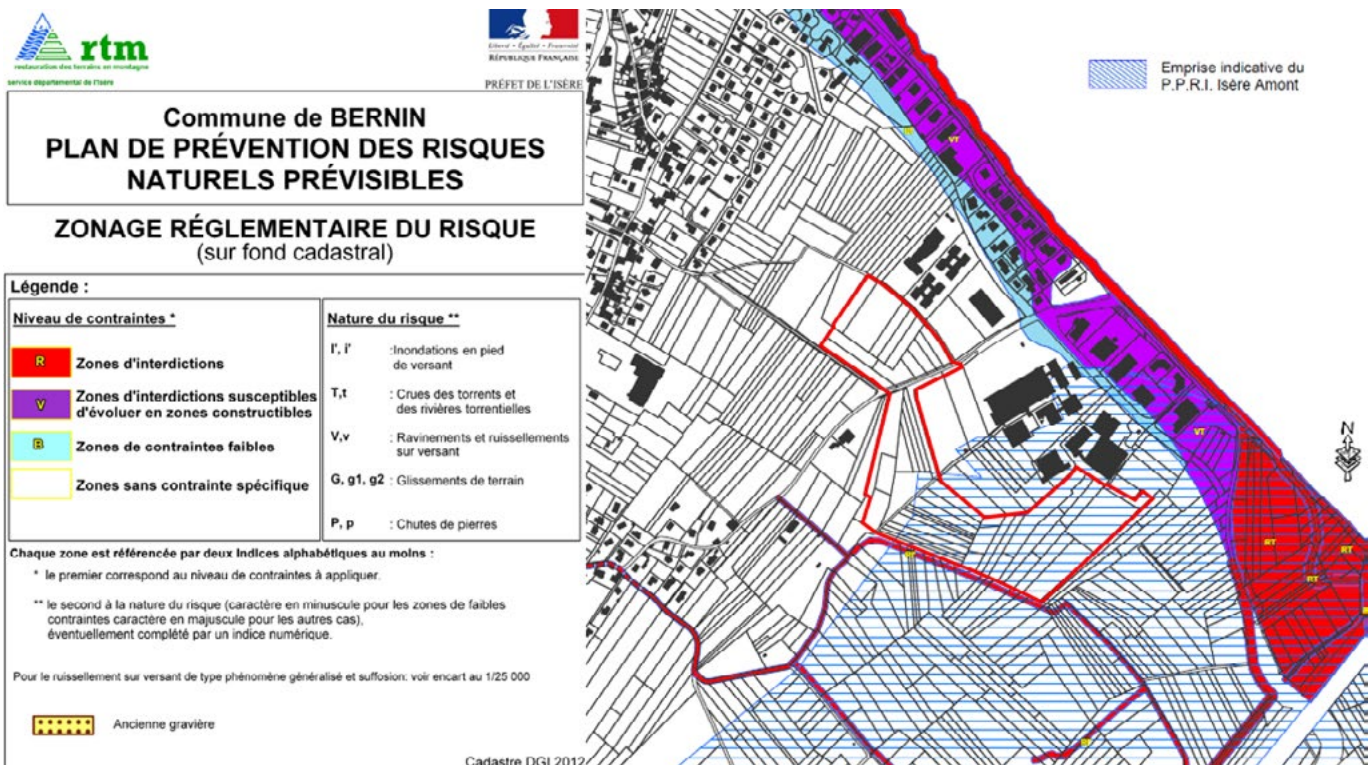 rtm
restauration des terrains en montagne
service départemental de l'Isère
Liberté • Égalité • Fraternité
RÉPUBLIQUE FRANÇAISE
PRÉFET DE L'ISÈRE
Commune de BERNIN
PLAN DE PRÉVENTION DES RISQUES
NATURELS PRÉVISIBLES
ZONAGE RÉGLEMENTAIRE DU RISQUE
(sur fond cadastral)
Légende :
Niveau de contraintes *
R Zones d'interdictions
V Zones d'interdictions susceptibles
d'évoluer en zones constructibles
B Zones de contraintes faibles
Zones sans contrainte spécifique
Nature du risque **
I', i' :Inondations en pied
de versant
T,t : Crues des torrents et
des rivières torrentielles
V,v : Ravinements et ruissellements
sur versant
G, g1, g2 : Glissements de terrain
P, p : Chutes de pierres
Chaque zone est référencée par deux indices alphabétiques au moins :
* le premier correspond au niveau de contraintes à appliquer.
** le second à la nature du risque (caractère en minuscule pour les zones de faibles
contraintes caractère en majuscule pour les autres cas),
éventuellement complété par un indice numérique.
Pour le ruissellement sur versant de type phénomène généralisé et suffosion: voir encart au 1/25 000
Ancienne gravière
Cadastre DGI 2012
Emprise indicative du
P.P.R.I. Isère Amont
VT
N
VT
RT
RT
RT
RT